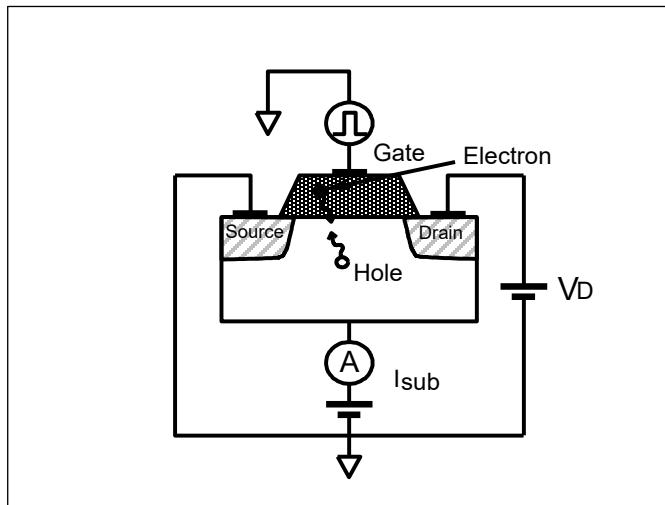 Gate
Electron
Source
Drain
Hole
VD
A
Isub